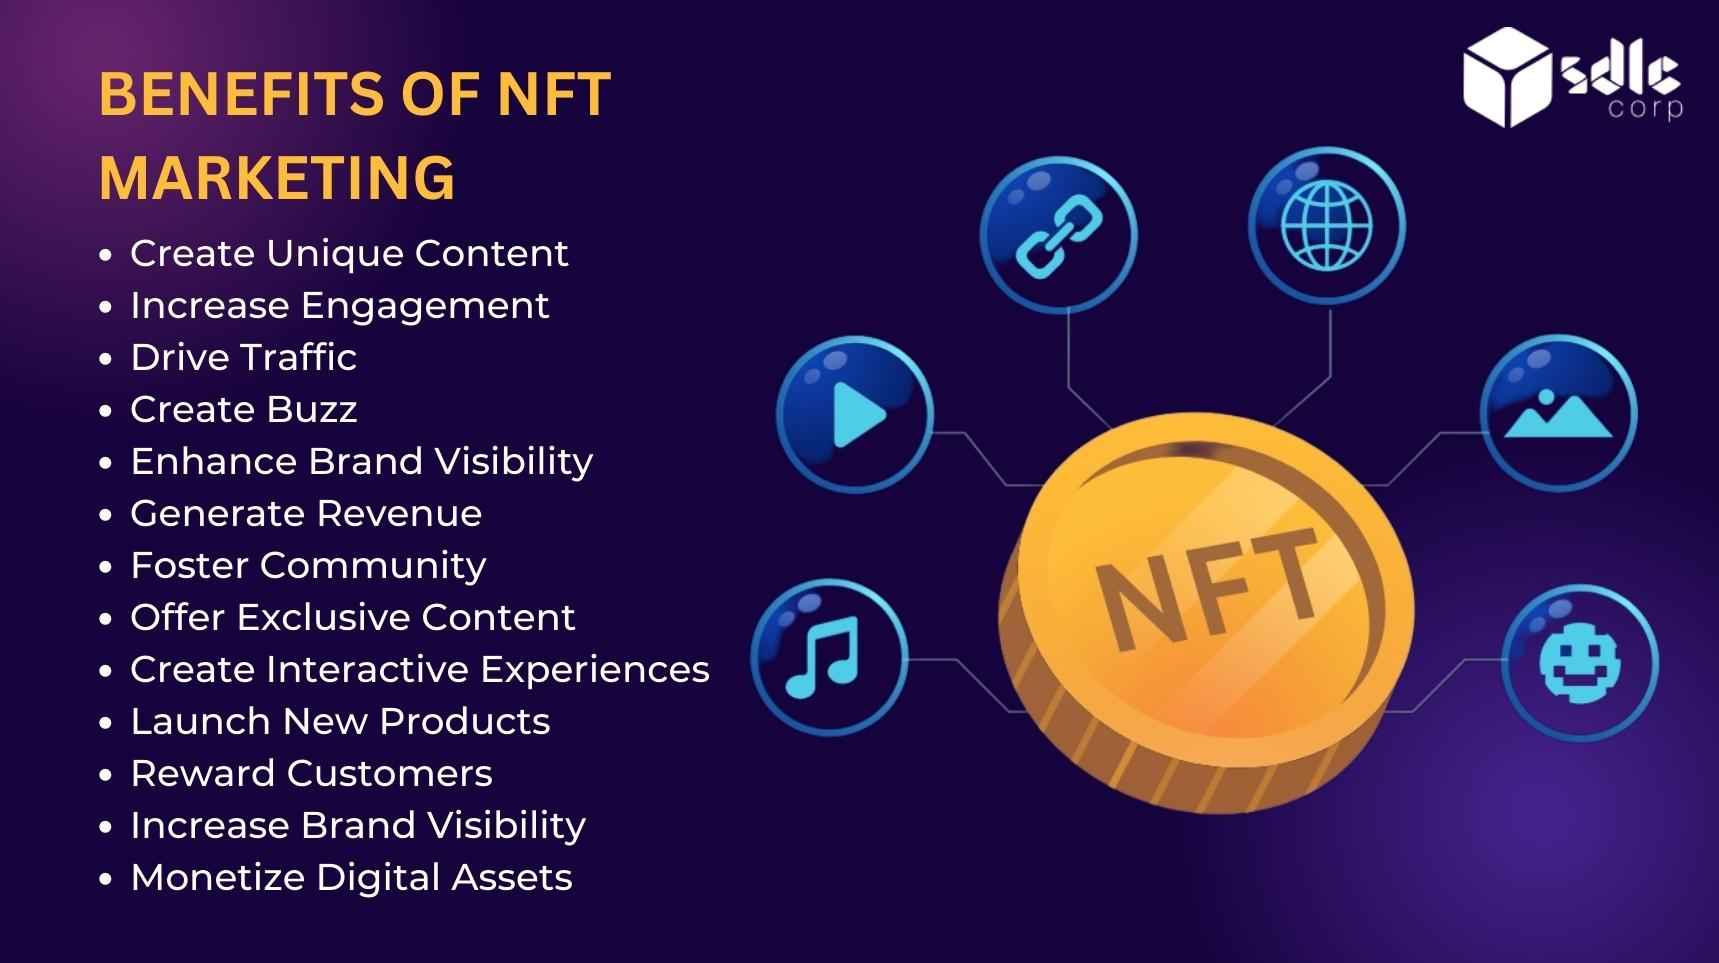 BENEFITS OF NFT
MARKETING
• Create Unique Content
• Increase Engagement
• Drive Traffic
• Create Buzz
• Enhance Brand Visibility
• Generate Revenue
• Foster Community
• Offer Exclusive Content
• Create Interactive Experiences
• Launch New Products
• Reward Customers
• Increase Brand Visibility
• Monetize Digital Assets
sdlc
corp
NFT